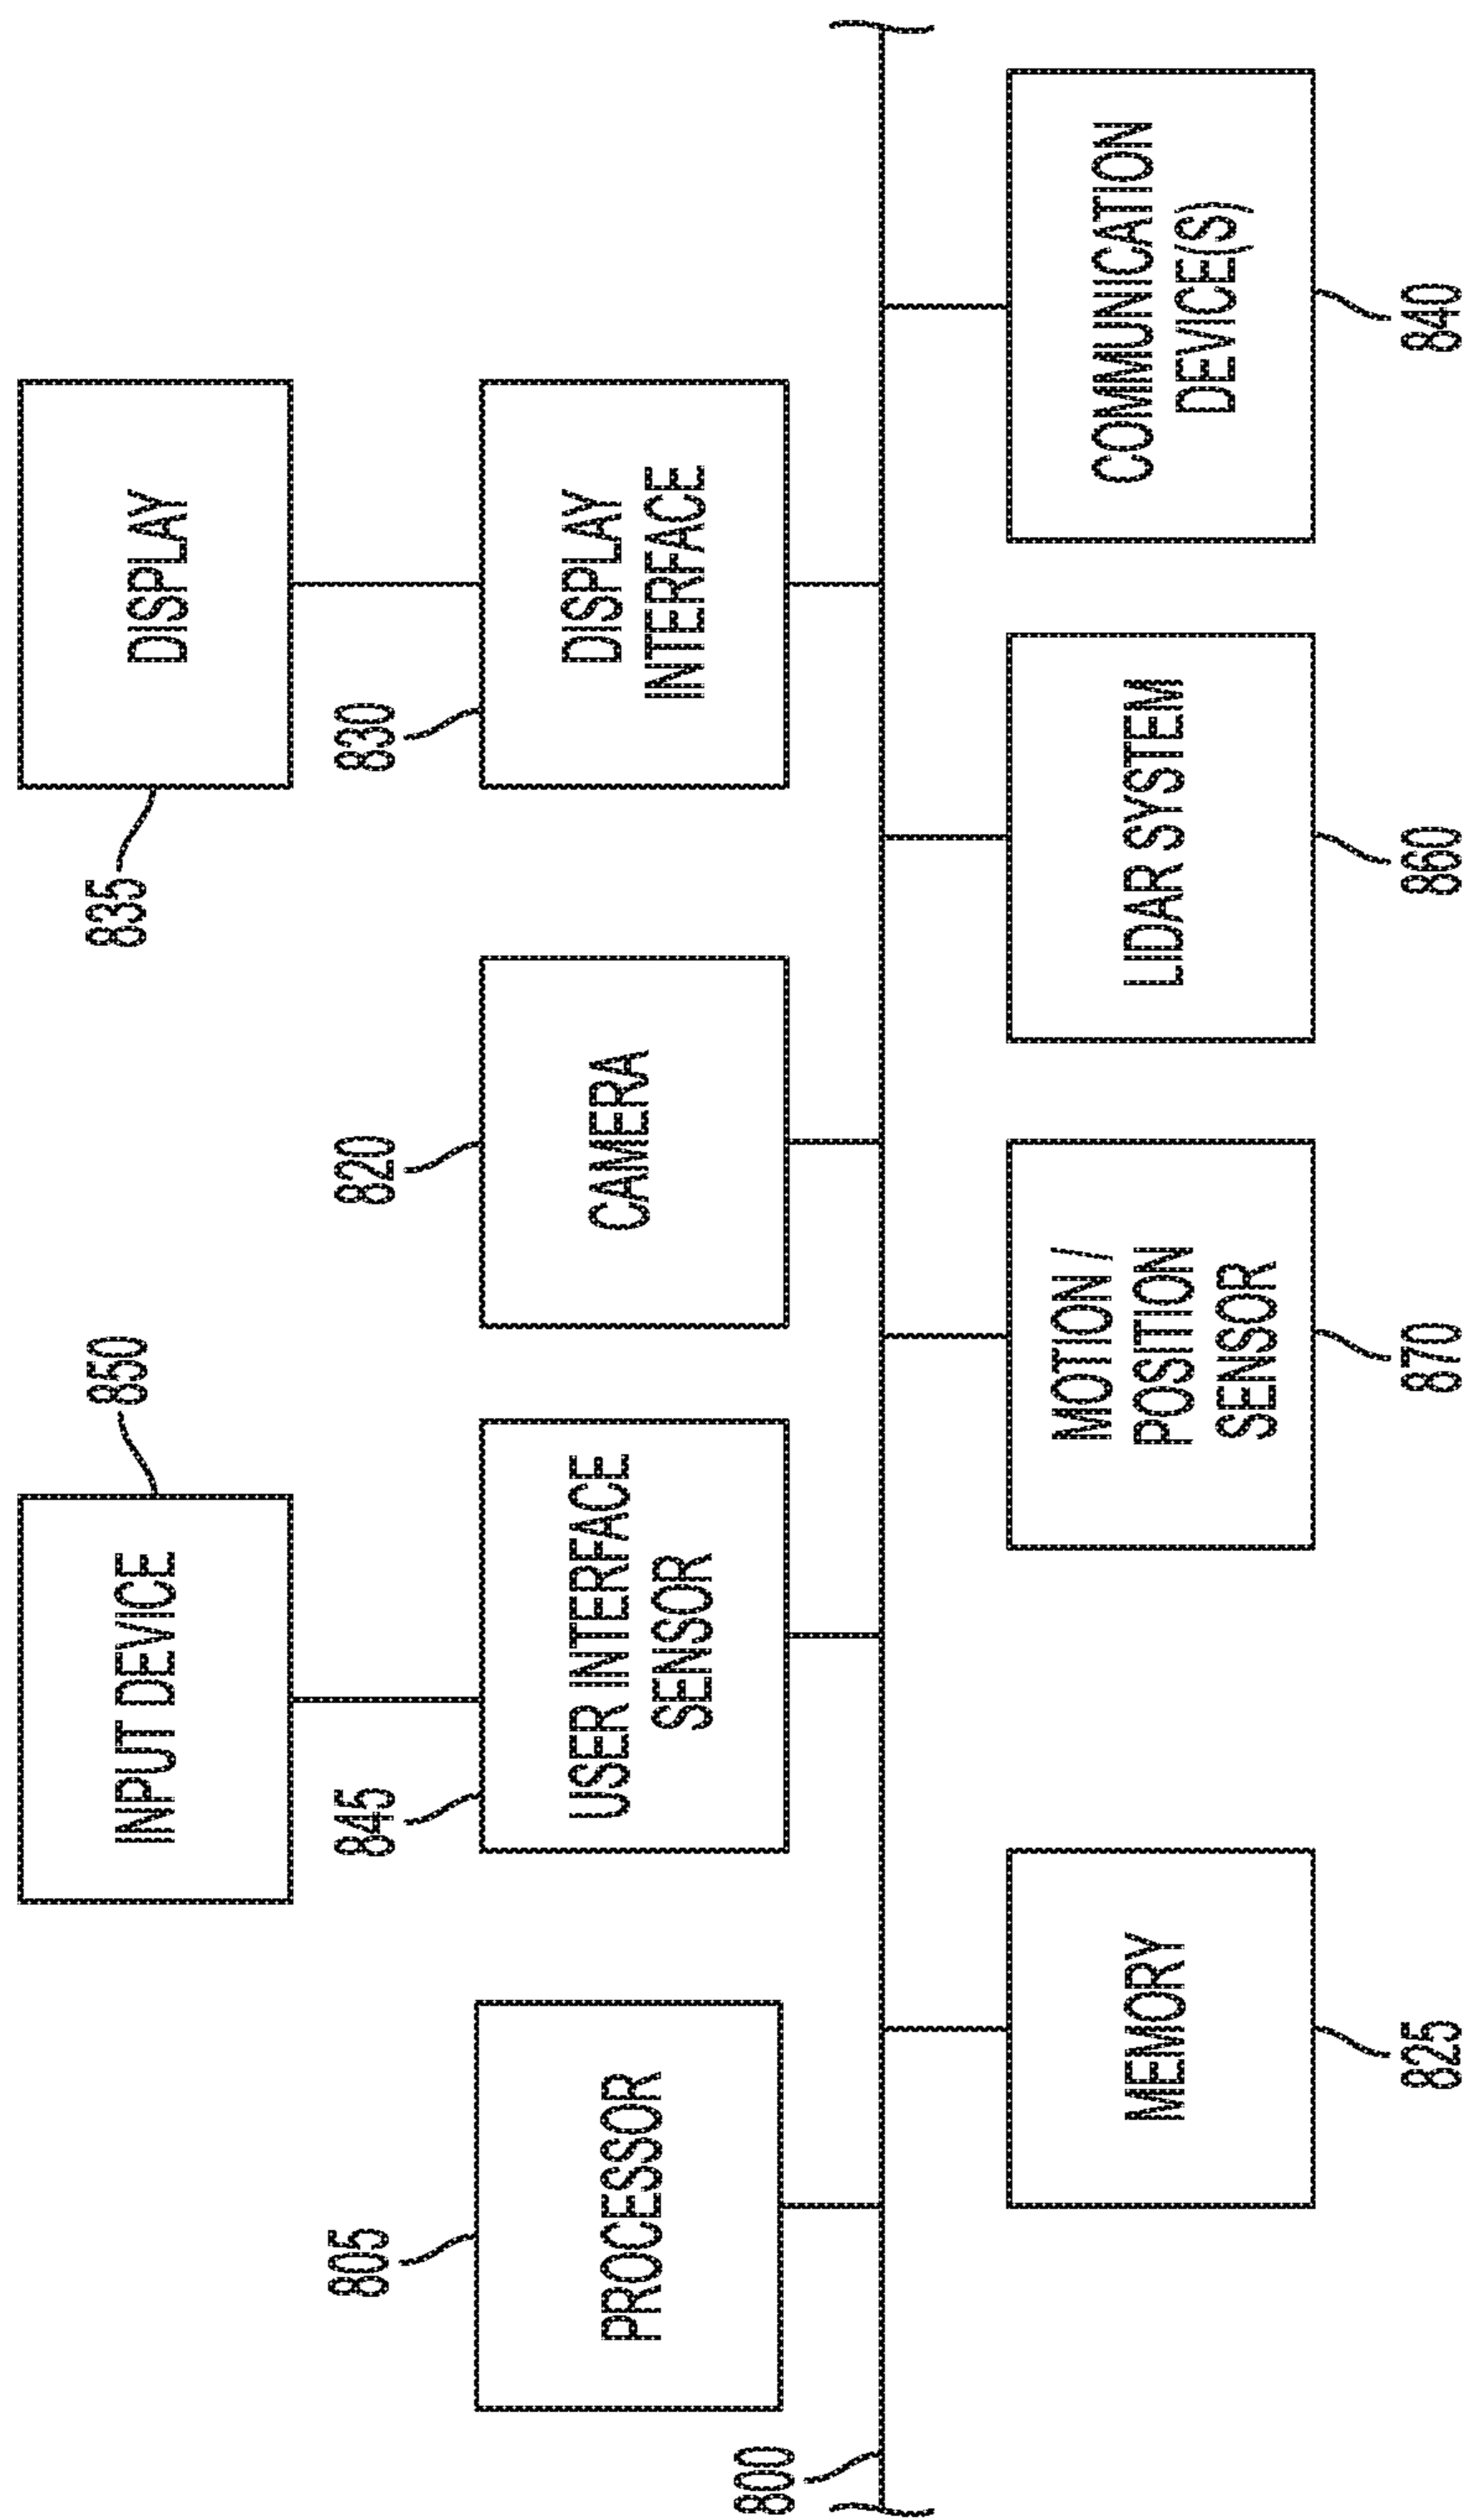 INPUT DEVICE
850
835
DISPLAY
805
845
820
830
PROCESSOR
USER INTERFACE
SENSOR
CAMERA
DISPLAY
INTERFACE
800
MEMORY
MOTION /
POSITION
SENSOR
LIDAR SYSTEM
COMMUNICATION
DEVICE(S)
825
870
860
840